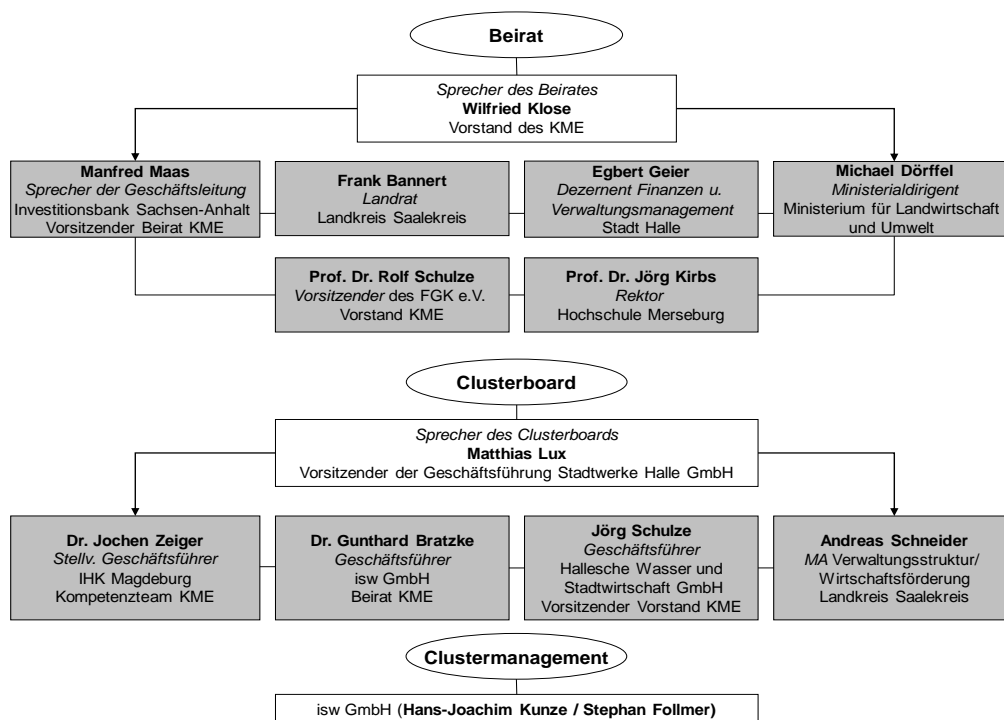 Beirat
Sprecher des Beirates
Wilfried Klose
Vorstand des KME
Manfred Maas
Sprecher der Geschäftsleitung
Investitionsbank Sachsen-Anhalt
Vorsitzender Beirat KME
Frank Bannert
Landrat
Landkreis Saalekreis
Egbert Geier
Dezernent Finanzen u.
Verwaltungsmanagement
Stadt Halle
Michael Dörffel
Ministerialdirigent
Ministerium für Landwirtschaft
und Umwelt
Prof. Dr. Rolf Schulze
Vorsitzender des FGK e.V.
Vorstand KME
Prof. Dr. Jörg Kirbs
Rektor
Hochschule Merseburg
Clusterboard
Sprecher des Clusterboards
Matthias Lux
Vorsitzender der Geschäftsführung Stadtwerke Halle GmbH
Dr. Jochen Zeiger
Stellv. Geschäftsführer
IHK Magdeburg
Kompetenzteam KME
Dr. Gunthard Bratzke
Geschäftsführer
isw GmbH
Beirat KME
Jörg Schulze
Geschäftsführer
Hallesche Wasser und
Stadtwirtschaft GmbH
Vorsitzender Vorstand KME
Andreas Schneider
MA Verwaltungsstruktur/
Wirtschaftsförderung
Landkreis Saalekreis
Clustermanagement
isw GmbH (Hans-Joachim Kunze / Stephan Follmer)